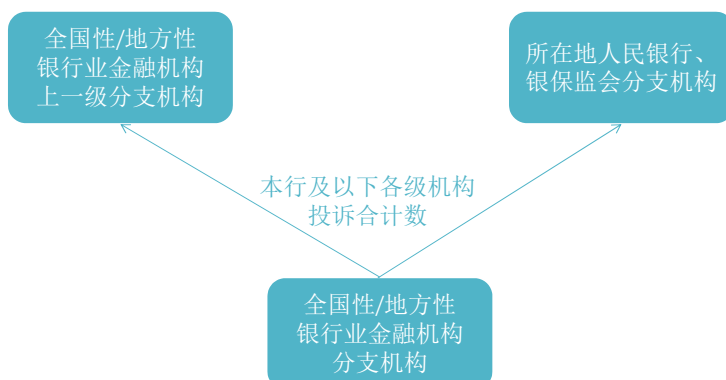 全国性/地方性
银行业金融机构
上一级分支机构
所在地人民银行、
银保监会分支机构
本行及以下各级机构
投诉合计数
全国性/地方性
银行业金融机构
分支机构